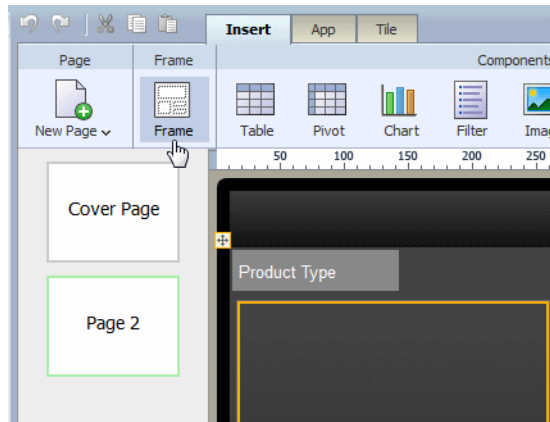 Insert App Tile
Page Frame Components
New Page Frame Table Pivot Chart Filter Imag
50 100 150 200 250
Cover Page
Product Type
Page 2